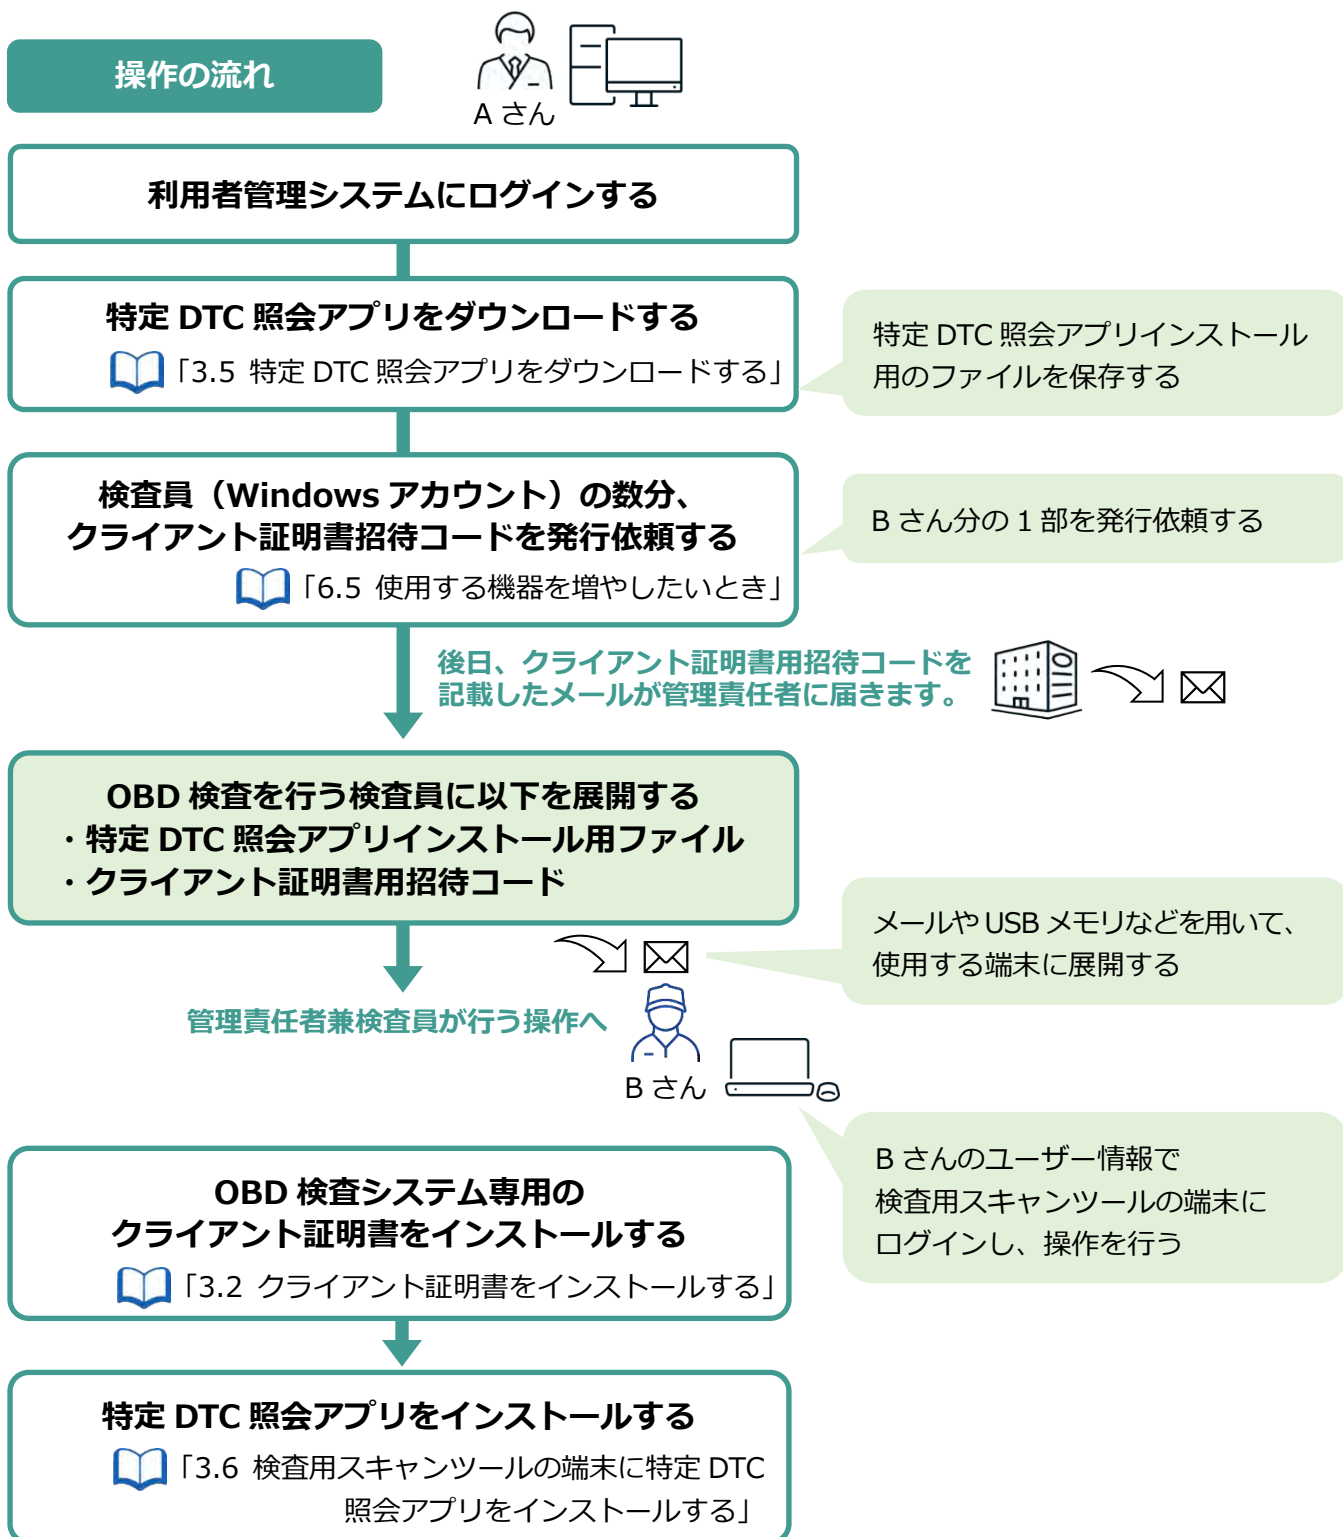 操作の流れ
A さん
利用者管理システムにログインする
特定 DTC 照会アプリをダウンロードする
「3.5 特定 DTC 照会アプリをダウンロードする」
特定 DTC 照会アプリインストール
用のファイルを保存する
検査員（Windows アカウント）の数分、
クライアント証明書招待コードを発行依頼する
「6.5 使用する機器を増やしたいとき」
B さん分の 1 部を発行依頼する
後日、クライアント証明書用招待コードを
記載したメールが管理責任者に届きます。
OBD 検査を行う検査員に以下を展開する
・特定 DTC 照会アプリインストール用ファイル
・クライアント証明書用招待コード
メールや USB メモリなどを用いて、
使用する端末に展開する
管理責任者兼検査員が行う操作へ
B さん
B さんのユーザー情報で
検査用スキャンツールの端末に
ログインし、操作を行う
OBD 検査システム専用の
クライアント証明書をインストールする
「3.2 クライアント証明書をインストールする」
特定 DTC 照会アプリをインストールする
「3.6 検査用スキャンツールの端末に特定 DTC
照会アプリをインストールする」